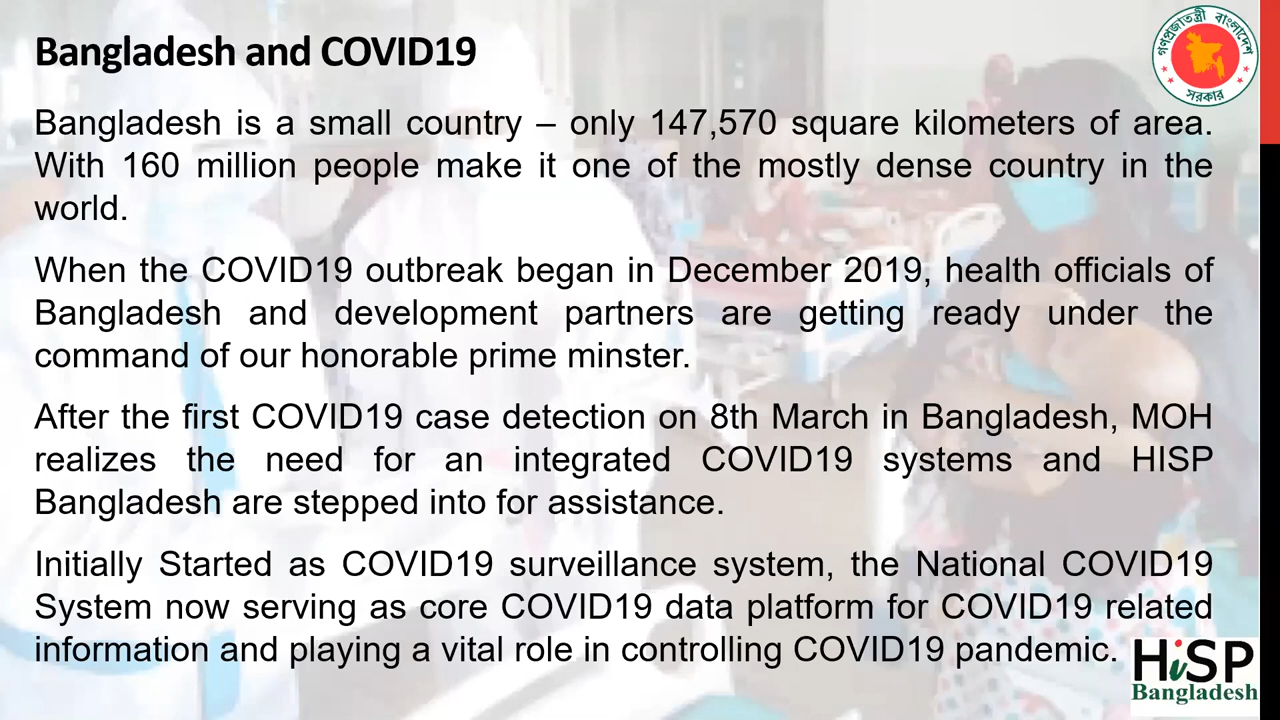 Bangladesh and COVID19
গণপ্রজাতন্ত্রী বাংলাদেশ
সরকার
Bangladesh is a small country – only 147,570 square kilometers of area.
With 160 million people make it one of the mostly dense country in the
world.
When the COVID19 outbreak began in December 2019, health officials of
Bangladesh and development partners are getting ready under the
command of our honorable prime minster.
After the first COVID19 case detection on 8th March in Bangladesh, MOH
realizes the need for an integrated COVID19 systems and HISP
Bangladesh are stepped into for assistance.
Initially Started as COVID19 surveillance system, the National COVID19
System now serving as core COVID19 data platform for COVID19 related
information and playing a vital role in controlling COVID19 pandemic.
HiSP
Bangladesh